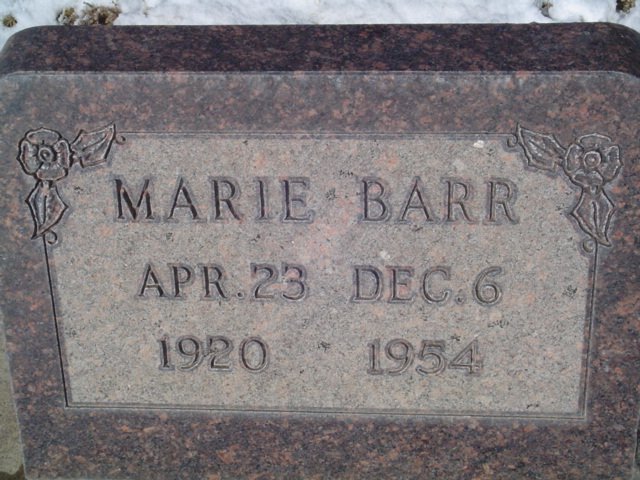 MARIE BARR
APR. 23 DEC. 6
1920 1954